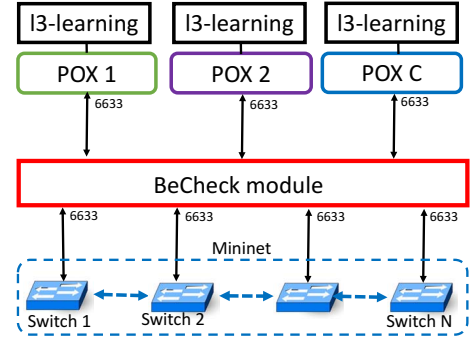 l3-learning l3-learning l3-learning
POX 1 POX 2 POX C
6633 6633 6633
BeCheck module
6633 6633 6633 6633
Mininet
Switch 1 Switch 2 Switch N